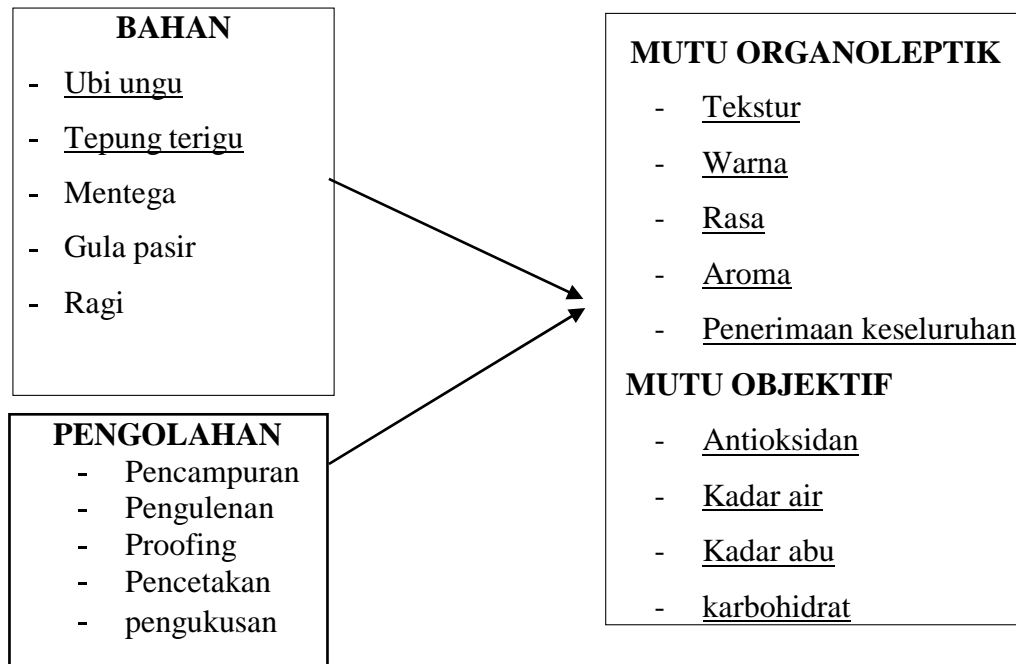 BAHAN
- Ubi ungu
- Tepung terigu
- Mentega
- Gula pasir
- Ragi
PENGOLAHAN
- Pencampuran
- Pengulenan
- Proofing
- Pencetakan
- pengukusan
MUTU ORGANOLEPTIK
- Tekstur
- Warna
- Rasa
- Aroma
- Penerimaan keseluruhan
MUTU OBJEKTIF
- Antioksidan
- Kadar air
- Kadar abu
- karbohidrat